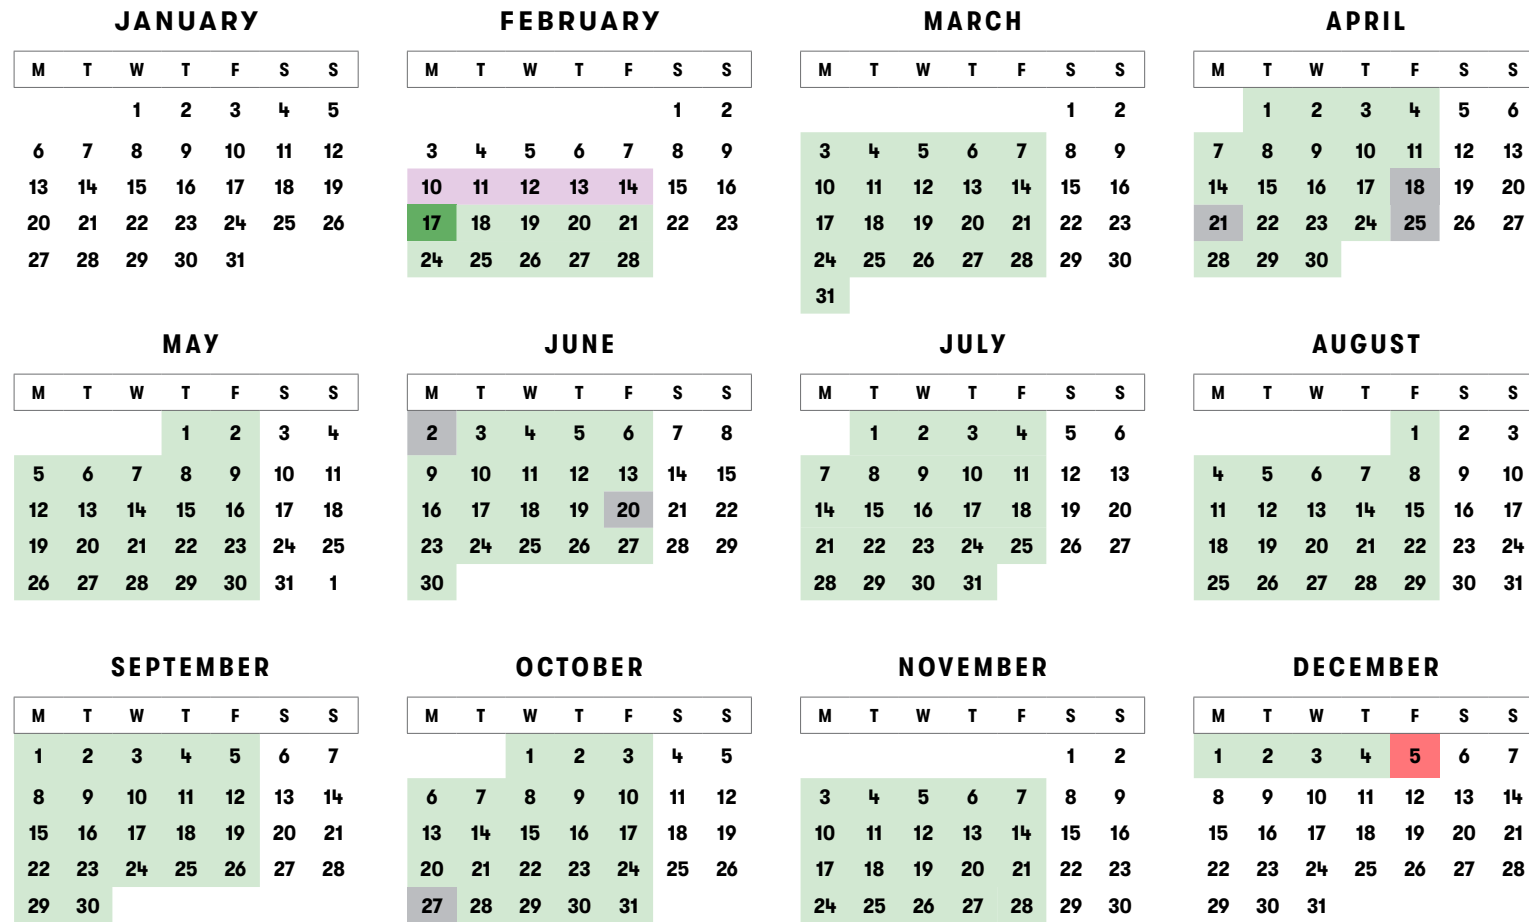 JANUARY
M T W T F S S
1 2 3 4 5
6 7 8 9 10 11 12
13 14 15 16 17 18 19
20 21 22 23 24 25 26
27 28 29 30 31
FEBRUARY
M T W T F S S
1 2
3 4 5 6 7 8 9
10 11 12 13 14 15 16
17 18 19 20 21 22 23
24 25 26 27 28
MARCH
M T W T F S S
1 2
3 4 5 6 7 8 9
10 11 12 13 14 15 16
17 18 19 20 21 22 23
24 25 26 27 28 29 30
31
APRIL
M T W T F S S
1 2 3 4 5 6
7 8 9 10 11 12 13
14 15 16 17 18 19 20
21 22 23 24 25 26 27
28 29 30
MAY
M T W T F S S
1 2 3 4
5 6 7 8 9 10 11
12 13 14 15 16 17 18
19 20 21 22 23 24 25
26 27 28 29 30 31 1
JUNE
M T W T F S S
2 3 4 5 6 7 8
9 10 11 12 13 14 15
16 17 18 19 20 21 22
23 24 25 26 27 28 29
30
JULY
M T W T F S S
1 2 3 4 5 6
7 8 9 10 11 12 13
14 15 16 17 18 19 20
21 22 23 24 25 26 27
28 29 30 31
AUGUST
M T W T F S S
1 2 3
4 5 6 7 8 9 10
11 12 13 14 15 16 17
18 19 20 21 22 23 24
25 26 27 28 29 30 31
SEPTEMBER
M T W T F S S
1 2 3 4 5 6 7
8 9 10 11 12 13 14
15 16 17 18 19 20 21
22 23 24 25 26 27 28
29 30
OCTOBER
M T W T F S S
1 2 3 4 5
6 7 8 9 10 11 12
13 14 15 16 17 18 19
20 21 22 23 24 25 26
27 28 29 30 31
NOVEMBER
M T W T F S S
1 2
3 4 5 6 7 8 9
10 11 12 13 14 15 16
17 18 19 20 21 22 23
24 25 26 27 28 29 30
DECEMBER
M T W T F S S
1 2 3 4 5 6 7
8 9 10 11 12 13 14
15 16 17 18 19 20 21
22 23 24 25 26 27 28
29 30 31